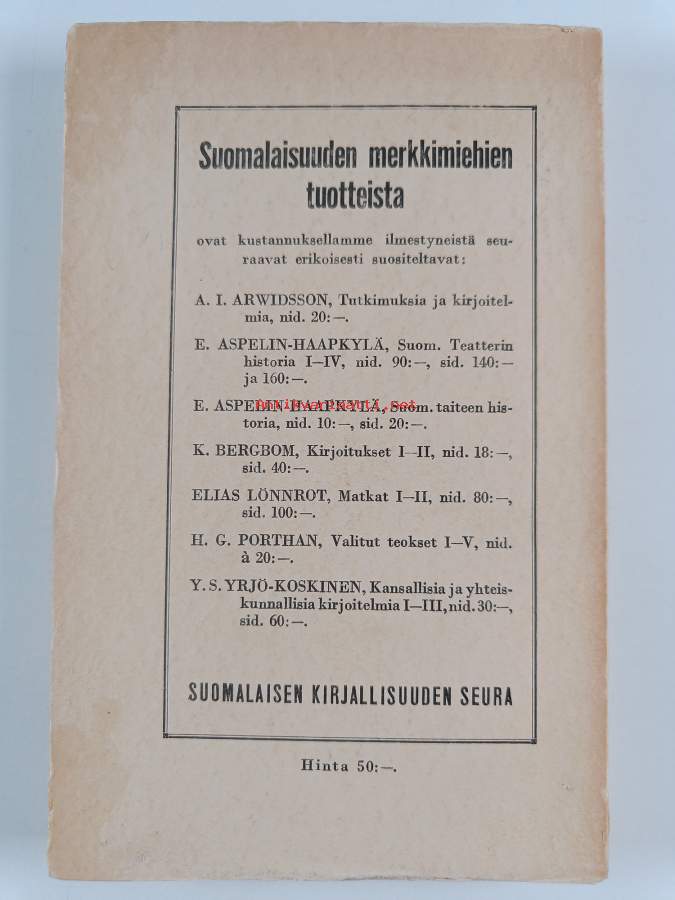 Suomalaisuuden merkkimiehien
tuotteista
ovat kustannuksellamme ilmestyneistä seu-
raavat erikoisesti suositeltavat:
A. I. ARWIDSSON, Tutkimuksia ja kirjoitel-
mia, nid. 20:—.
E. ASPELIN-HAAPKYLÄ, Suom. Teatterin
historia I—IV, nid. 90:—, sid. 140:—
ja 160:—.
E. ASPELIN-HAAPKYLÄ, Suom. taiteen his-
toria, nid. 10:—, sid. 20:—.
K. BERGBOM, Kirjoitukset I—II, nid. 18:—,
sid. 40:—.
ELIAS LÖNNROT, Matkat I—II, nid. 80:—,
sid. 100:—.
H. G. PORTHAN, Valitut teokset I—V, nid.
à 20:—.
Y. S. YRJÖ-KOSKINEN, Kansallisia ja yhteis-
kunnallisia kirjoitelmia I—III, nid. 30:—,
sid. 60:—.
SUOMALAISEN KIRJALLISUUDEN SEURA
Hinta 50:—.